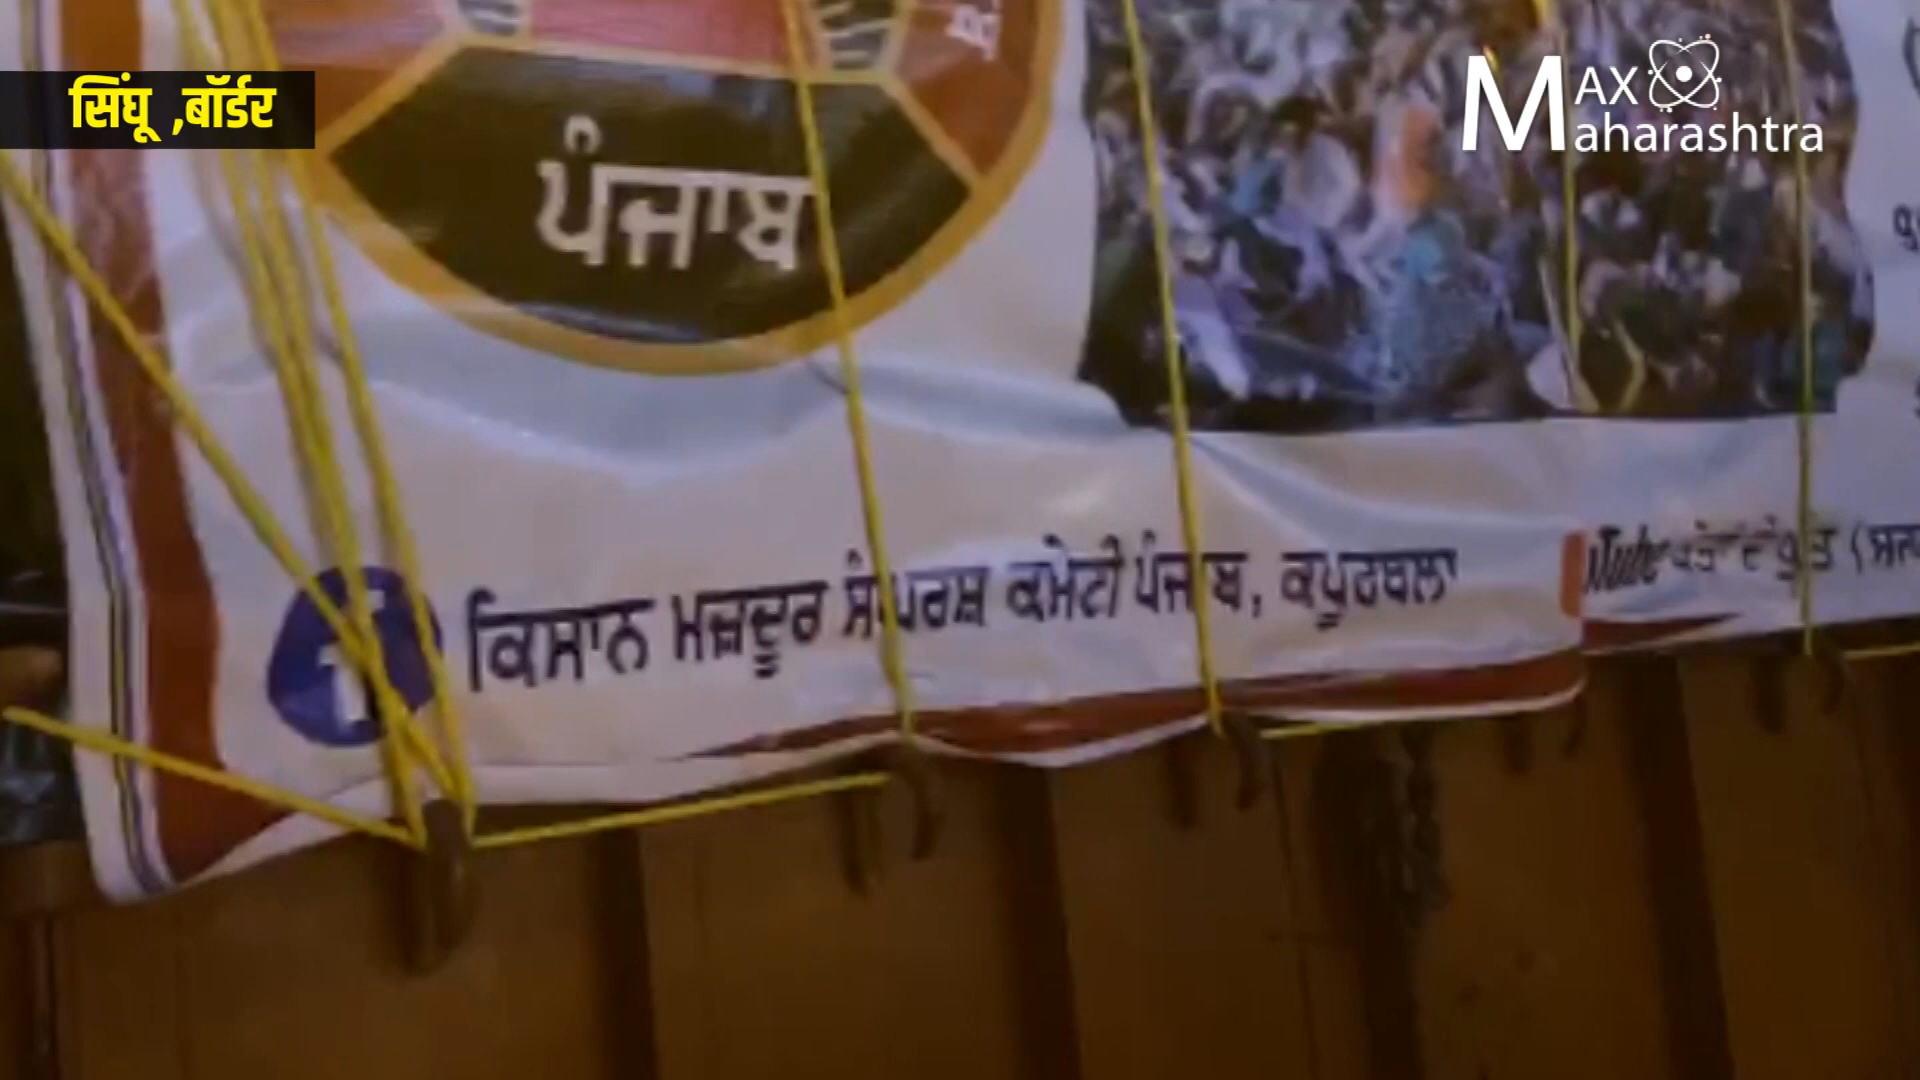 सिंघू ,बॉर्डर
MAX
Maharashtra
ਪੰਜਾਬ
ਕਿਸਾਨ ਮਜ਼ਦੂਰ ਸੰਘਰਸ਼ ਕਮੇਟੀ ਪੰਜਾਬ, ਕਪੂਰਥਲਾ